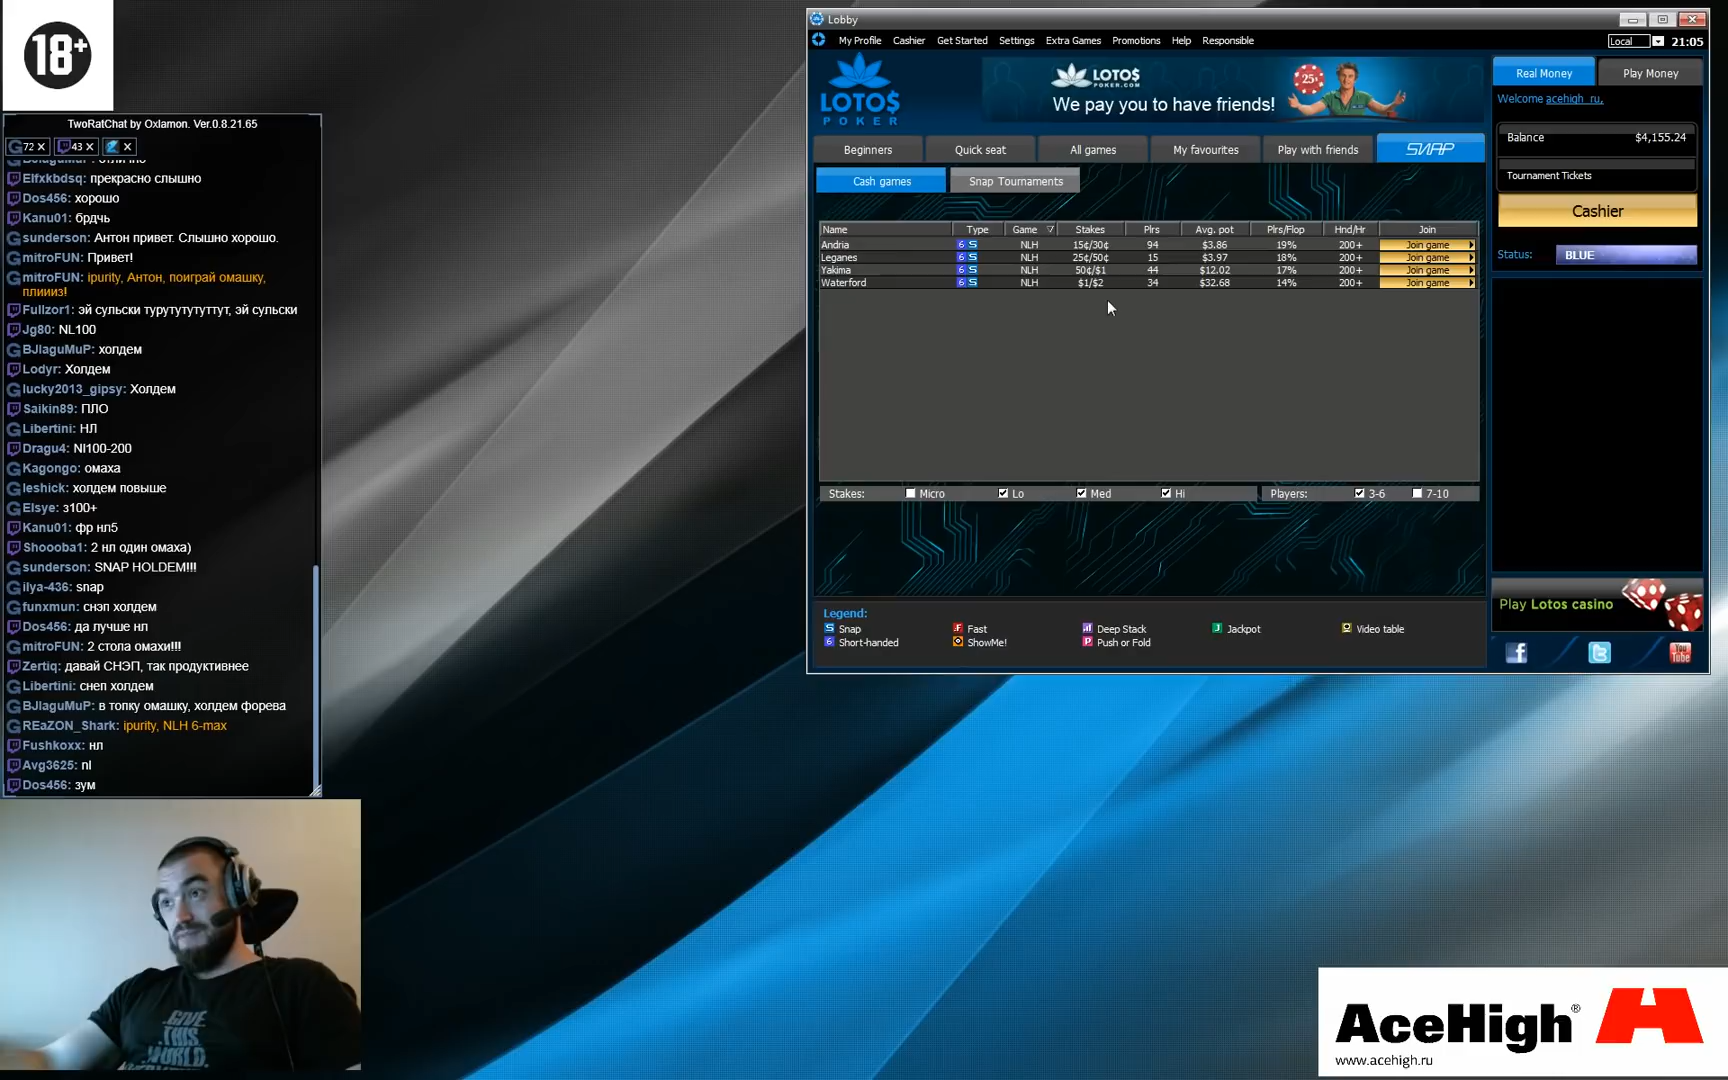 18+
TwoRatChat by Oxlamon. Ver.0.8.21.65
72 x 43 x x
Elfxkbdsq: прекрасно слышно
Dos456: хорошо
Kanu01: брдчь
sunderson: Антон привет. Слышно хорошо.
mitroFUN: Привет!
mitroFUN: ipurity, Антон, поиграй омашку,
плиииз!
Fullzor1: эй сульски турутутутуттут, эй сульски
Jg80: NL100
BJlaguMuP: холдем
Lodyr: Холдем
lucky2013_gipsy: Холдем
Saikin89: ПЛО
Libertini: НЛ
Dragu4: Nl100-200
Kagongo: омаха
leshick: холдем повыше
Elsye: з100+
Kanu01: фр нл5
Shoooba1: 2 нл один омаха)
sunderson: SNAP HOLDEM!!!
ilya-436: snap
funxmun: снэп холдем
Dos456: да лучше нл
mitroFUN: 2 стола омахи!!!
Zertiq: давай СНЭП, так продуктивнее
Libertini: снеп холдем
BJlaguMuP: в топку омашку, холдем форева
REaZON_Shark: ipurity, NLH 6-max
Fushkoxx: нл
Avg3625: nl
Dos456: зум
GIVE
THIS
WORLD
Lobby
My Profile Cashier Get Started Settings Extra Games Promotions Help Responsible
Local 21:05
LOTO$
POKER
LOTO$
POKER.COM
We pay you to have friends!
25¢
Real Money Play Money
Welcome acehigh_ru,
Balance $4,155.24
Tournament Tickets
Cashier
Status: BLUE
Beginners Quick seat All games My favourites Play with friends SNAP
Cash games Snap Tournaments
Name Type Game Stakes Plrs Avg. pot Plrs/Flop Hnd/Hr Join
Andria 6 S NLH 15¢/30¢ 94 $3.86 19% 200+ Join game
Leganes 6 S NLH 25¢/50¢ 15 $3.97 18% 200+ Join game
Yakima 6 S NLH 50¢/$1 44 $12.02 17% 200+ Join game
Waterford 6 S NLH $1/$2 34 $32.68 14% 200+ Join game
Stakes: Micro Lo Med Hi Players: 3-6 7-10
Legend:
S Snap F Fast Deep Stack J Jackpot Video table
6 Short-handed ShowMe! P Push or Fold
Play Lotos casino
f t You Tube
AceHigh®
www.acehigh.ru